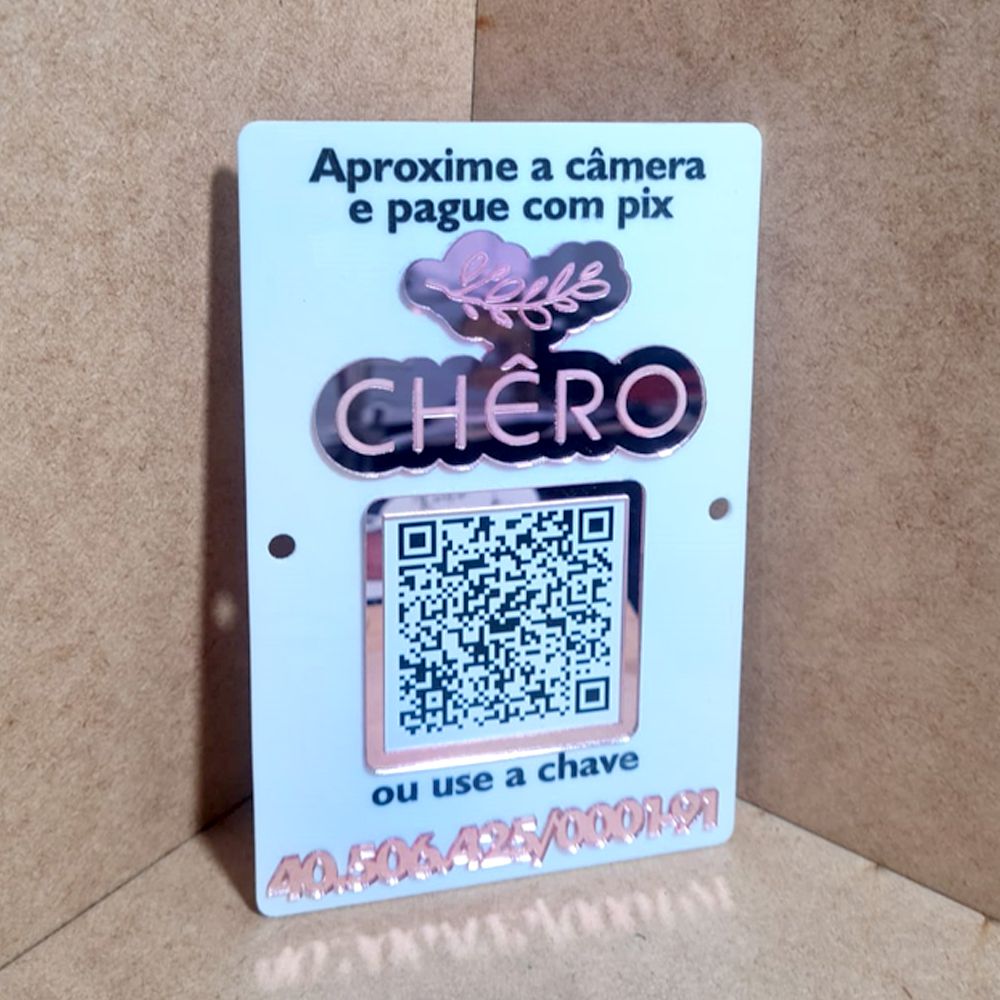 Aproxime a câmera
e pague com pix
CHÊRO
ou use a chave
40.506.425/0001-91